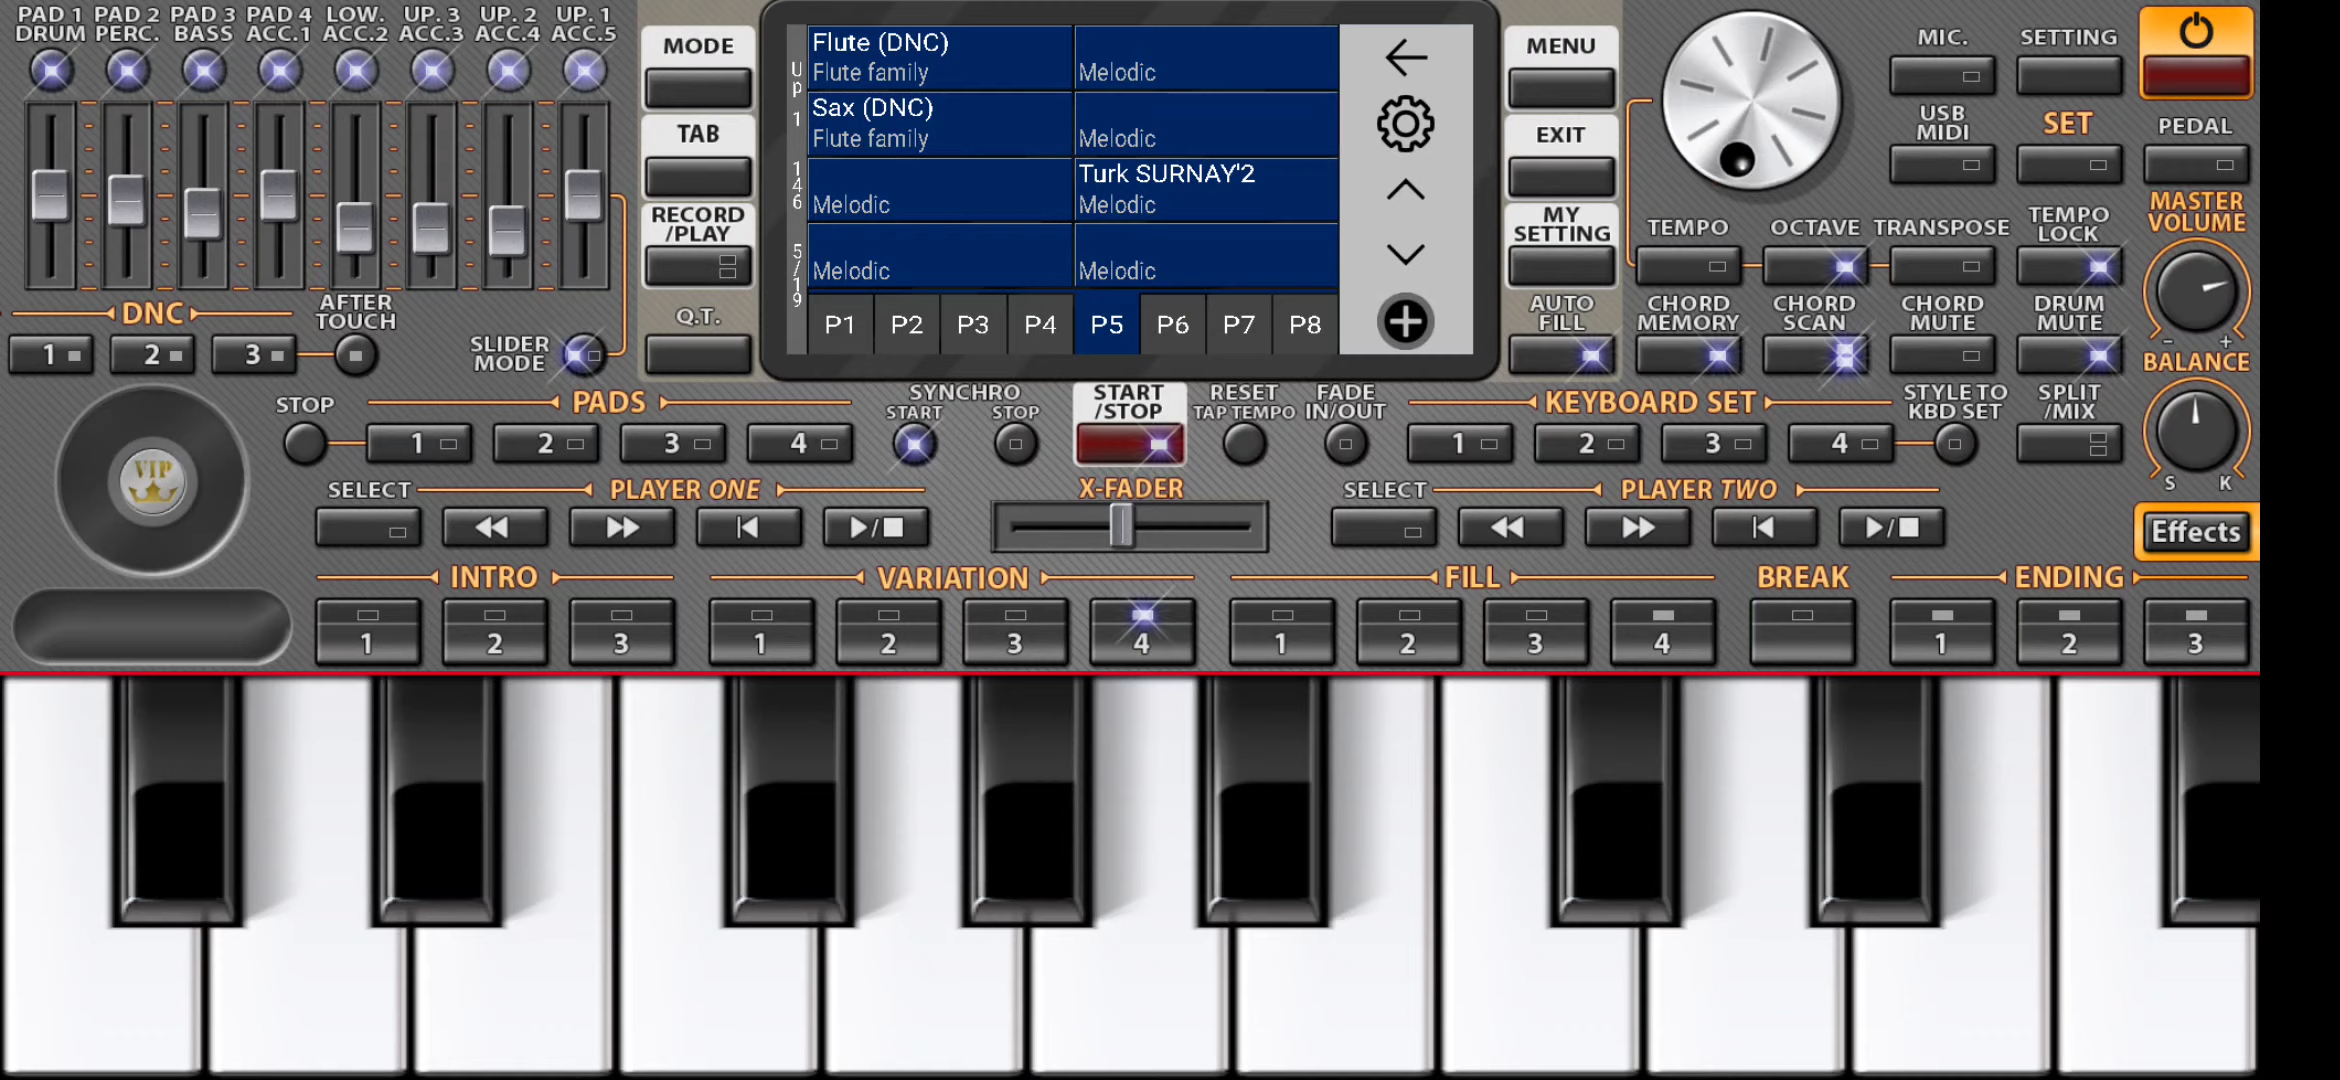 PAD 1 PAD 2 PAD 3 PAD 4 LOW. UP. 3 UP. 2 UP. 1
DRUM PERC. BASS ACC.1 ACC.2 ACC.3 ACC.4 ACC.5
DNC
AFTER
TOUCH
1 2 3
SLIDER
MODE
MODE
TAB
RECORD
/PLAY
Q.T.
Up 1
146
5/19
Flute (DNC)
Flute family
Melodic
Sax (DNC)
Flute family
Melodic
Melodic
Turk SURNAY'2
Melodic
Melodic
Melodic
P1 P2 P3 P4 P5 P6 P7 P8
MENU
EXIT
MY
SETTING
AUTO
FILL
MIC.
SETTING
USB
MIDI
SET
PEDAL
TEMPO
OCTAVE
TRANSPOSE
TEMPO
LOCK
MASTER
VOLUME
- +
CHORD
MEMORY
CHORD
SCAN
CHORD
MUTE
DRUM
MUTE
BALANCE
S K
STOP
PADS
1 2 3 4
SYNCHRO
START STOP
START
/STOP
RESET
TAP TEMPO
FADE
IN/OUT
KEYBOARD SET
1 2 3 4
STYLE TO
KBD SET
SPLIT
/MIX
VIP
SELECT
PLAYER ONE
/
X-FADER
SELECT
PLAYER TWO
/
Effects
INTRO
1 2 3
VARIATION
1 2 3 4
FILL
1 2 3 4
BREAK
ENDING
1 2 3